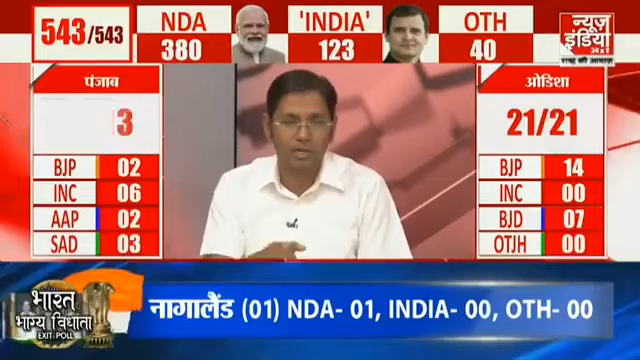 543/543
NDA
380
'INDIA'
123
OTH
40
न्यूज़
इंडिया
24x7
पंजाब
3
BJP 02
INC 06
AAP 02
SAD 03
ओडिशा
21/21
BJP 14
INC 00
BJD 07
OTJH 00
भारत
भाग्य विधाता
EXIT POLL
नागालैंड (01) NDA- 01, INDIA- 00, OTH- 00